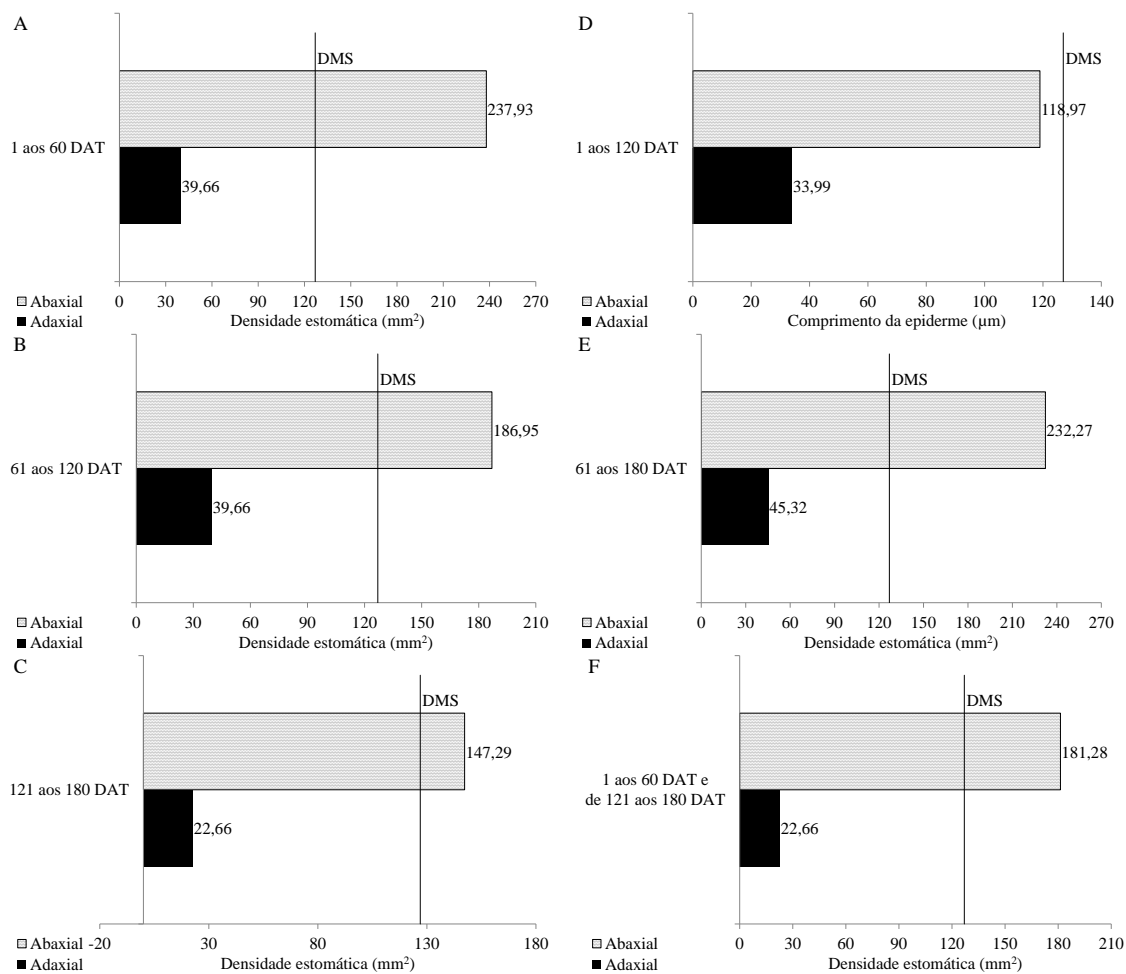 A
DMS
237,93
1 aos 60 DAT
39,66
Abaxial
Adaxial
0 30 60 90 120 150 180 210 240 270
Densidade estomática (mm²)
D
DMS
118,97
1 aos 120 DAT
33,99
Abaxial
Adaxial
0 20 40 60 80 100 120 140
Comprimento da epiderme (µm)
B
DMS
186,95
61 aos 120 DAT
39,66
Abaxial
Adaxial
0 30 60 90 120 150 180 210
Densidade estomática (mm²)
E
DMS
232,27
61 aos 180 DAT
45,32
Abaxial
Adaxial
0 30 60 90 120 150 180 210 240 270
Densidade estomática (mm²)
C
DMS
147,29
121 aos 180 DAT
22,66
Abaxial
Adaxial
-20 30 80 130 180
Densidade estomática (mm²)
F
DMS
181,28
1 aos 60 DAT e
de 121 aos 180 DAT
22,66
Abaxial
Adaxial
0 30 60 90 120 150 180 210
Densidade estomática (mm²)